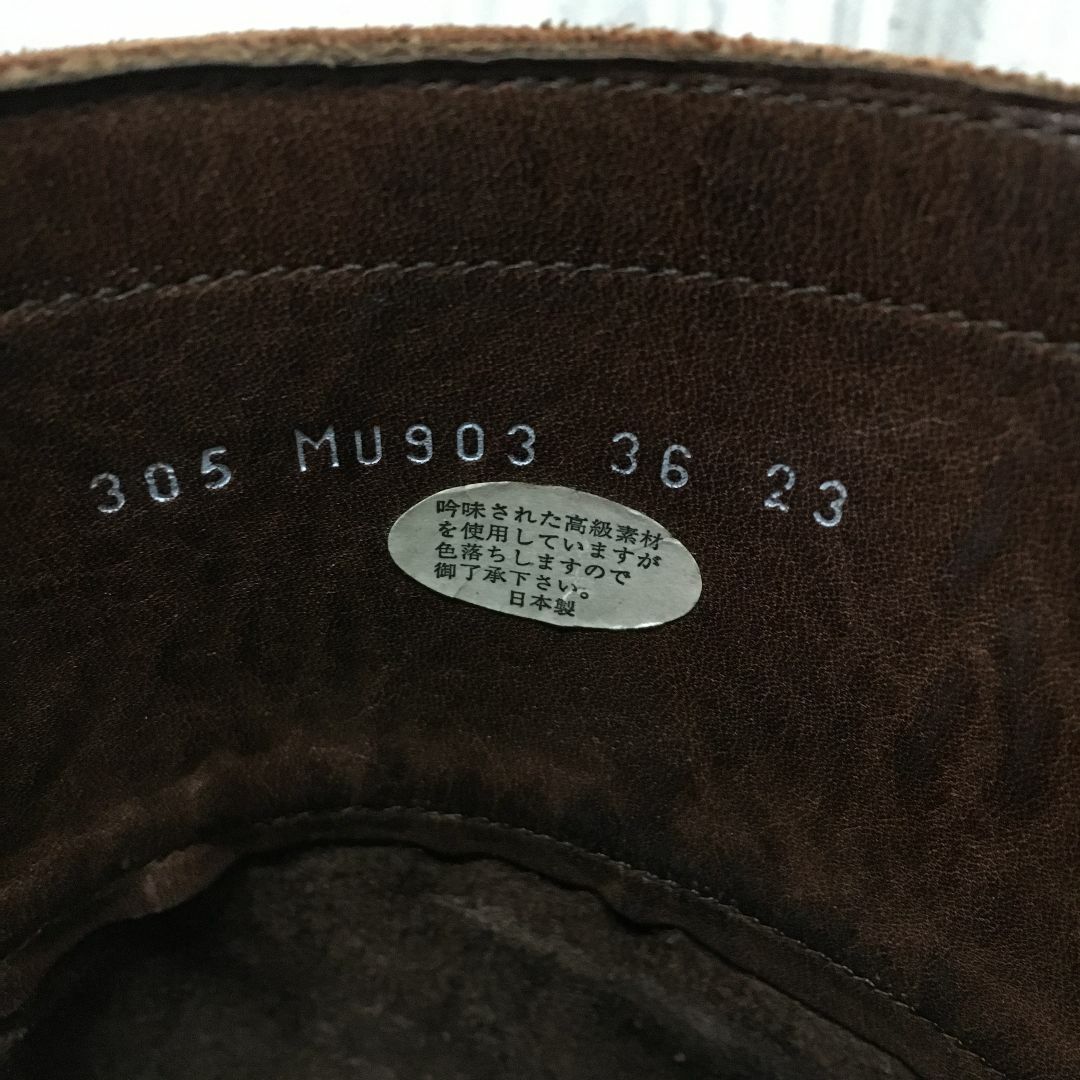 305 MU903 36 23
吟味された高級素材
を使用していますが
色落ちしますので
御了承下さい。
日本製